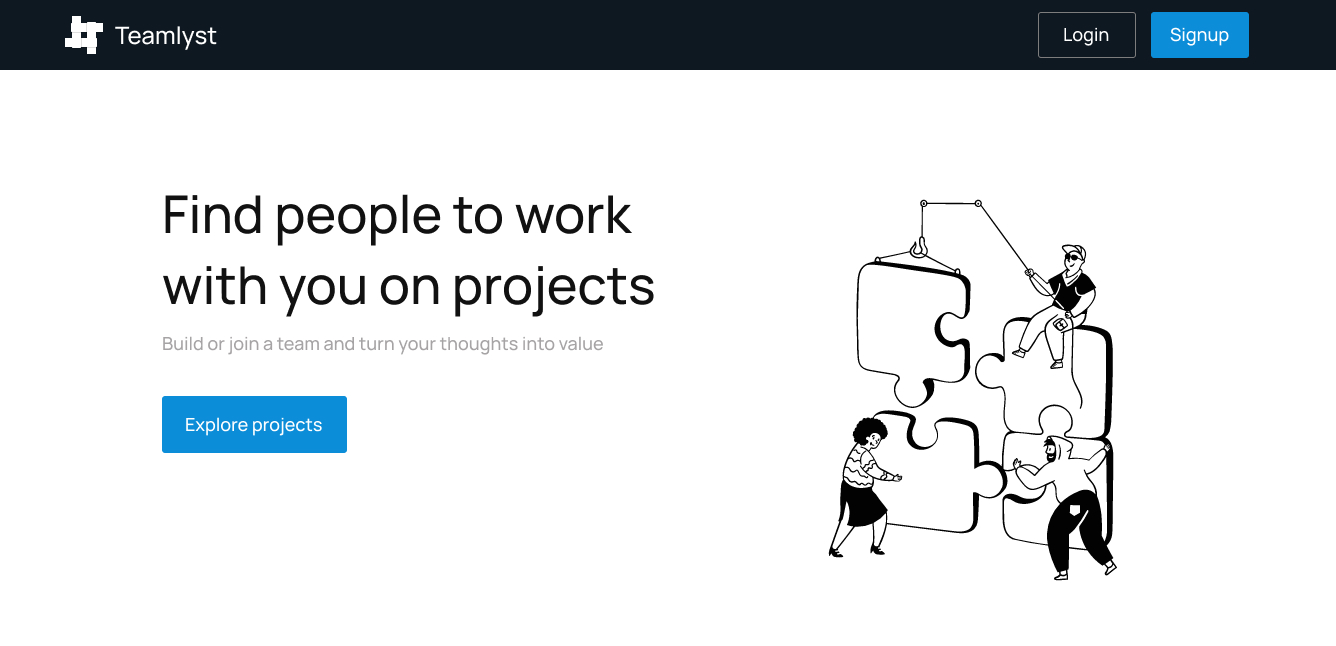 Teamlyst
Login
Signup
Find people to work
with you on projects
Build or join a team and turn your thoughts into value
Explore projects